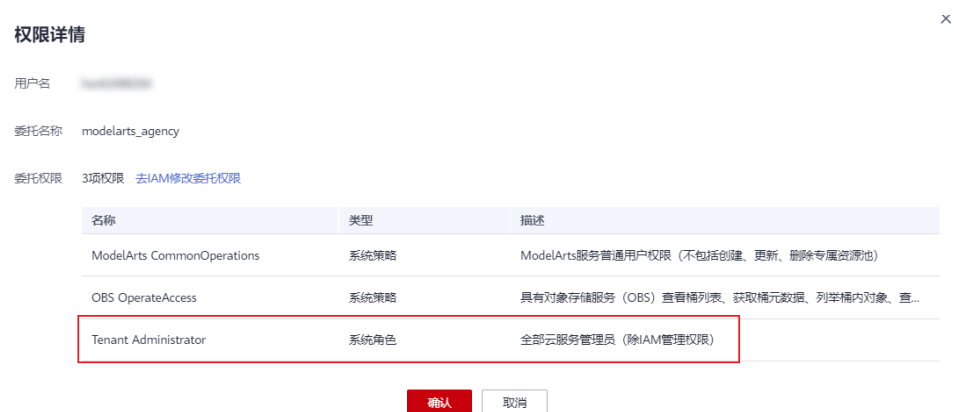 权限详情
用户名
委托名称 modelarts_agency
委托权限 3项权限 去IAM修改委托权限
名称 类型 描述
ModelArts CommonOperations 系统策略 ModelArts服务普通用户权限（不包括创建、更新、删除专属资源池）
OBS OperateAccess 系统策略 具有对象存储服务（OBS）查看桶列表、获取桶元数据、列举桶内对象、查...
Tenant Administrator 系统角色 全部云服务管理员（除IAM管理权限）
确认 取消